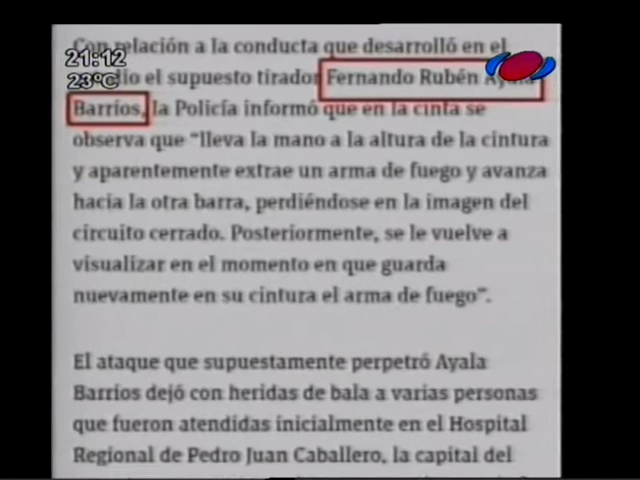 Con relación a la conducta que desarrolló en el
21:12
23°C
dio el supuesto tirador Fernando Rubén Ayala
Barrios, la Policía informó que en la cinta se
observa que “lleva la mano a la altura de la cintura
y aparentemente extrae un arma de fuego y avanza
hacia la otra barra, perdiéndose en la imagen del
circuito cerrado. Posteriormente, se le vuelve a
visualizar en el momento en que guarda
nuevamente en su cintura el arma de fuego”.
El ataque que supuestamente perpetró Ayala
Barrios dejó con heridas de bala a varias personas
que fueron atendidas inicialmente en el Hospital
Regional de Pedro Juan Caballero, la capital del